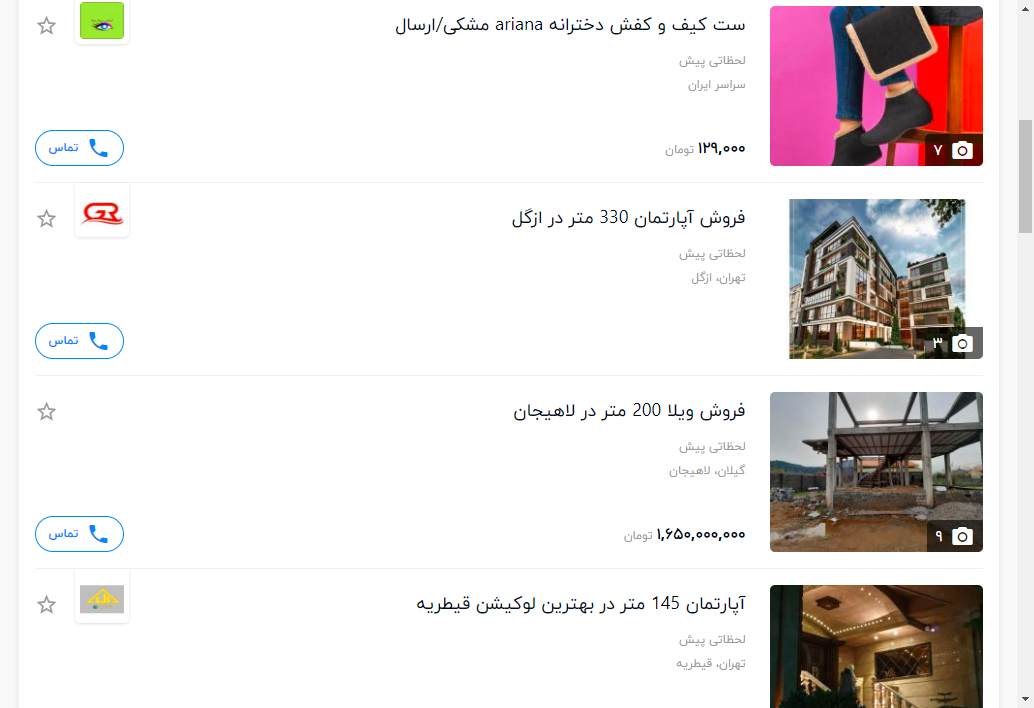 ست کیف و کفش دخترانه ariana مشکی/ارسال
لحظاتی پیش
سراسر ایران
۱۲۹,۰۰۰ تومان
تماس
۷
فروش آپارتمان 330 متر در ازگل
لحظاتی پیش
تهران، ازگل
تماس
۳
GR
فروش ویلا 200 متر در لاهیجان
لحظاتی پیش
گیلان، لاهیجان
۱,۶۵۰,۰۰۰,۰۰۰ تومان
تماس
۹
آپارتمان 145 متر در بهترین لوکیشن قیطریه
لحظاتی پیش
تهران، قیطریه